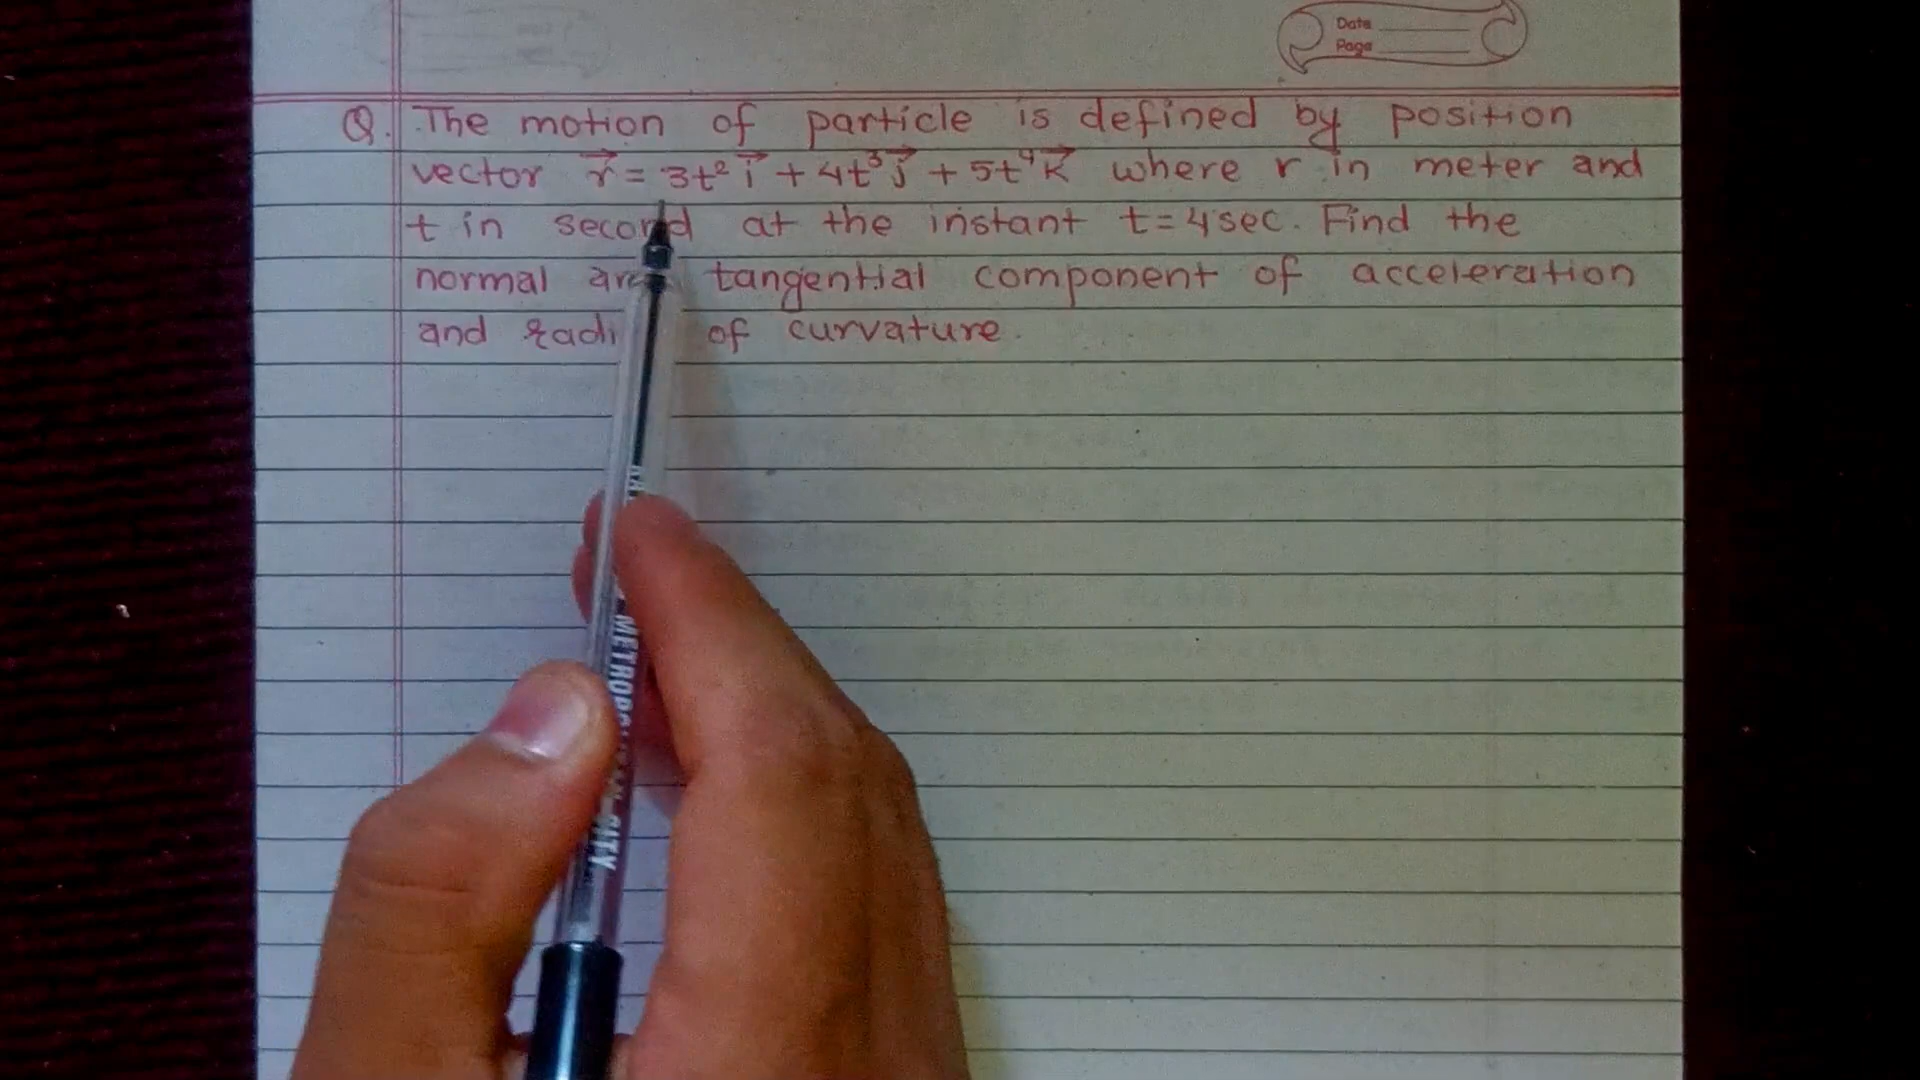 Date
Page
Q. The motion of particle is defined by position
vector r⃗ = 3t² i⃗ + 4t³ j⃗ + 5t⁴ k⃗ where r in meter and
t in second at the instant t = 4 sec. Find the
normal tangential component of acceleration
and of curvature.
METROPOLITAN CITY